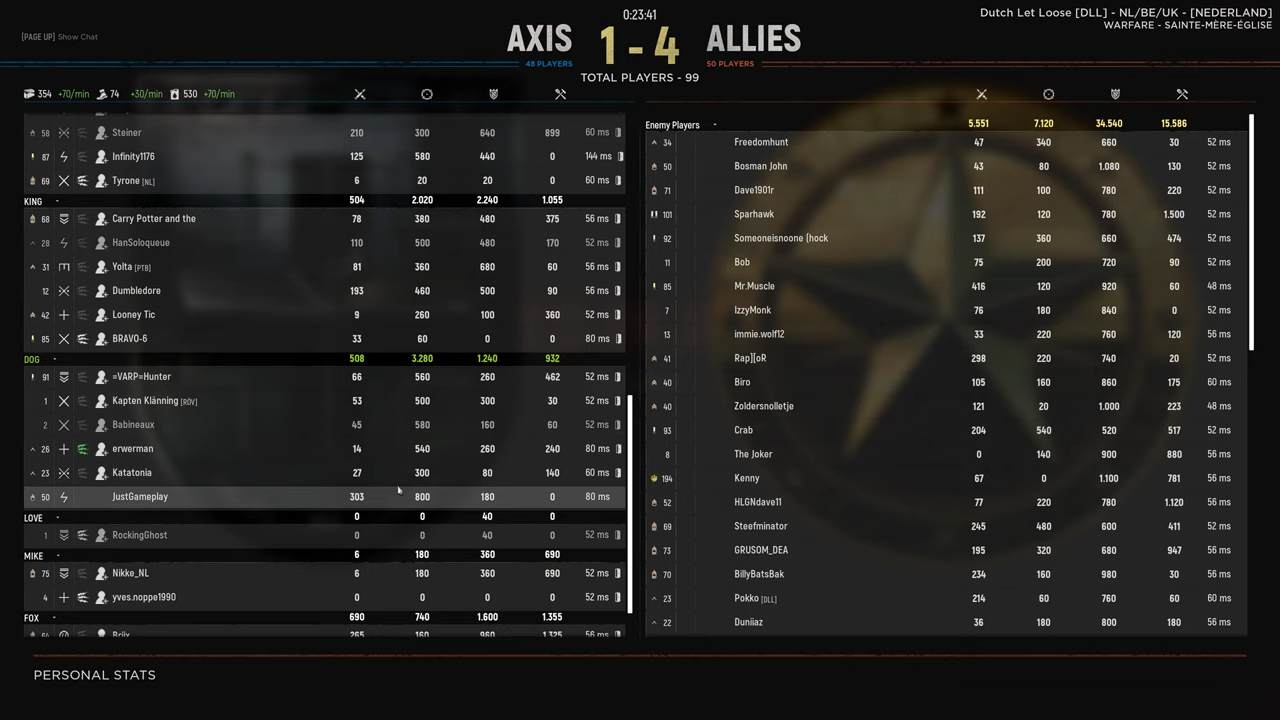 Dutch Let Loose [DLL] - NL/BE/UK - [NEDERLAND]
WARFARE - SAINTE-MÈRE-ÉGLISE
[PAGE UP] Show Chat
0:23:41
AXIS 1 - 4 ALLIES
48 PLAYERS 50 PLAYERS
TOTAL PLAYERS - 99
354 +70/min 74 +30/min 530 +70/min
58 Steiner 210 300 640 899 60 ms
87 Infinity1176 125 580 440 0 144 ms
69 Tyrone [NL] 6 20 20 0 60 ms
KING 504 2.020 2.240 1.055
68 Carry Potter and the 78 380 480 375 56 ms
28 HanSoloqueue 110 500 480 170 52 ms
31 Yolta [PTB] 81 360 680 60 56 ms
12 Dumbledore 193 460 500 90 56 ms
42 Looney Tic 9 260 100 360 52 ms
85 BRAVO-6 33 60 0 0 80 ms
DOG - 508 3.280 1.240 932
91 =VARP=Hunter 66 560 260 462 52 ms
1 Kapten Klänning [RÖV] 53 500 300 30 52 ms
2 Babineaux 45 580 160 60 52 ms
26 erwerman 14 540 260 240 80 ms
23 Katatonia 27 300 80 140 60 ms
50 JustGameplay 303 800 180 0 80 ms
LOVE - 0 0 40 0
1 RockingGhost 0 0 40 0 52 ms
MIKE - 6 180 360 690
75 Nikke_NL 6 180 360 690 52 ms
4 yves.noppe1990 0 0 0 0 52 ms
FOX - 690 740 1.600 1.355
Briix 265 160 960 1.325 56 ms
Enemy Players - 5.551 7.120 34.540 15.586
34 Freedomhunt 47 340 660 30 52 ms
50 Bosman John 43 80 1.080 130 52 ms
71 Dave1901r 111 100 780 220 52 ms
101 Sparhawk 192 120 780 1.500 52 ms
92 Someoneisnoone [hock 137 360 660 474 52 ms
11 Bob 75 200 720 90 52 ms
85 Mr.Muscle 416 120 920 60 48 ms
7 IzzyMonk 76 180 840 0 52 ms
13 immie.wolf12 33 220 760 120 56 ms
41 Rap][oR 298 220 740 20 52 ms
40 Biro 105 160 860 175 60 ms
40 Zoldersnolletje 121 20 1.000 223 48 ms
93 Crab 204 540 520 517 52 ms
8 The Joker 0 140 900 880 56 ms
194 Kenny 67 0 1.100 781 56 ms
52 HLGNdave11 77 220 780 1.120 56 ms
69 Steefminator 245 480 600 411 52 ms
73 GRUSOM_DEA 195 320 680 947 56 ms
70 BillyBatsBak 234 160 980 30 56 ms
23 Pokko [DLL] 214 60 760 60 60 ms
22 Duniiaz 36 180 800 180 56 ms
PERSONAL STATS